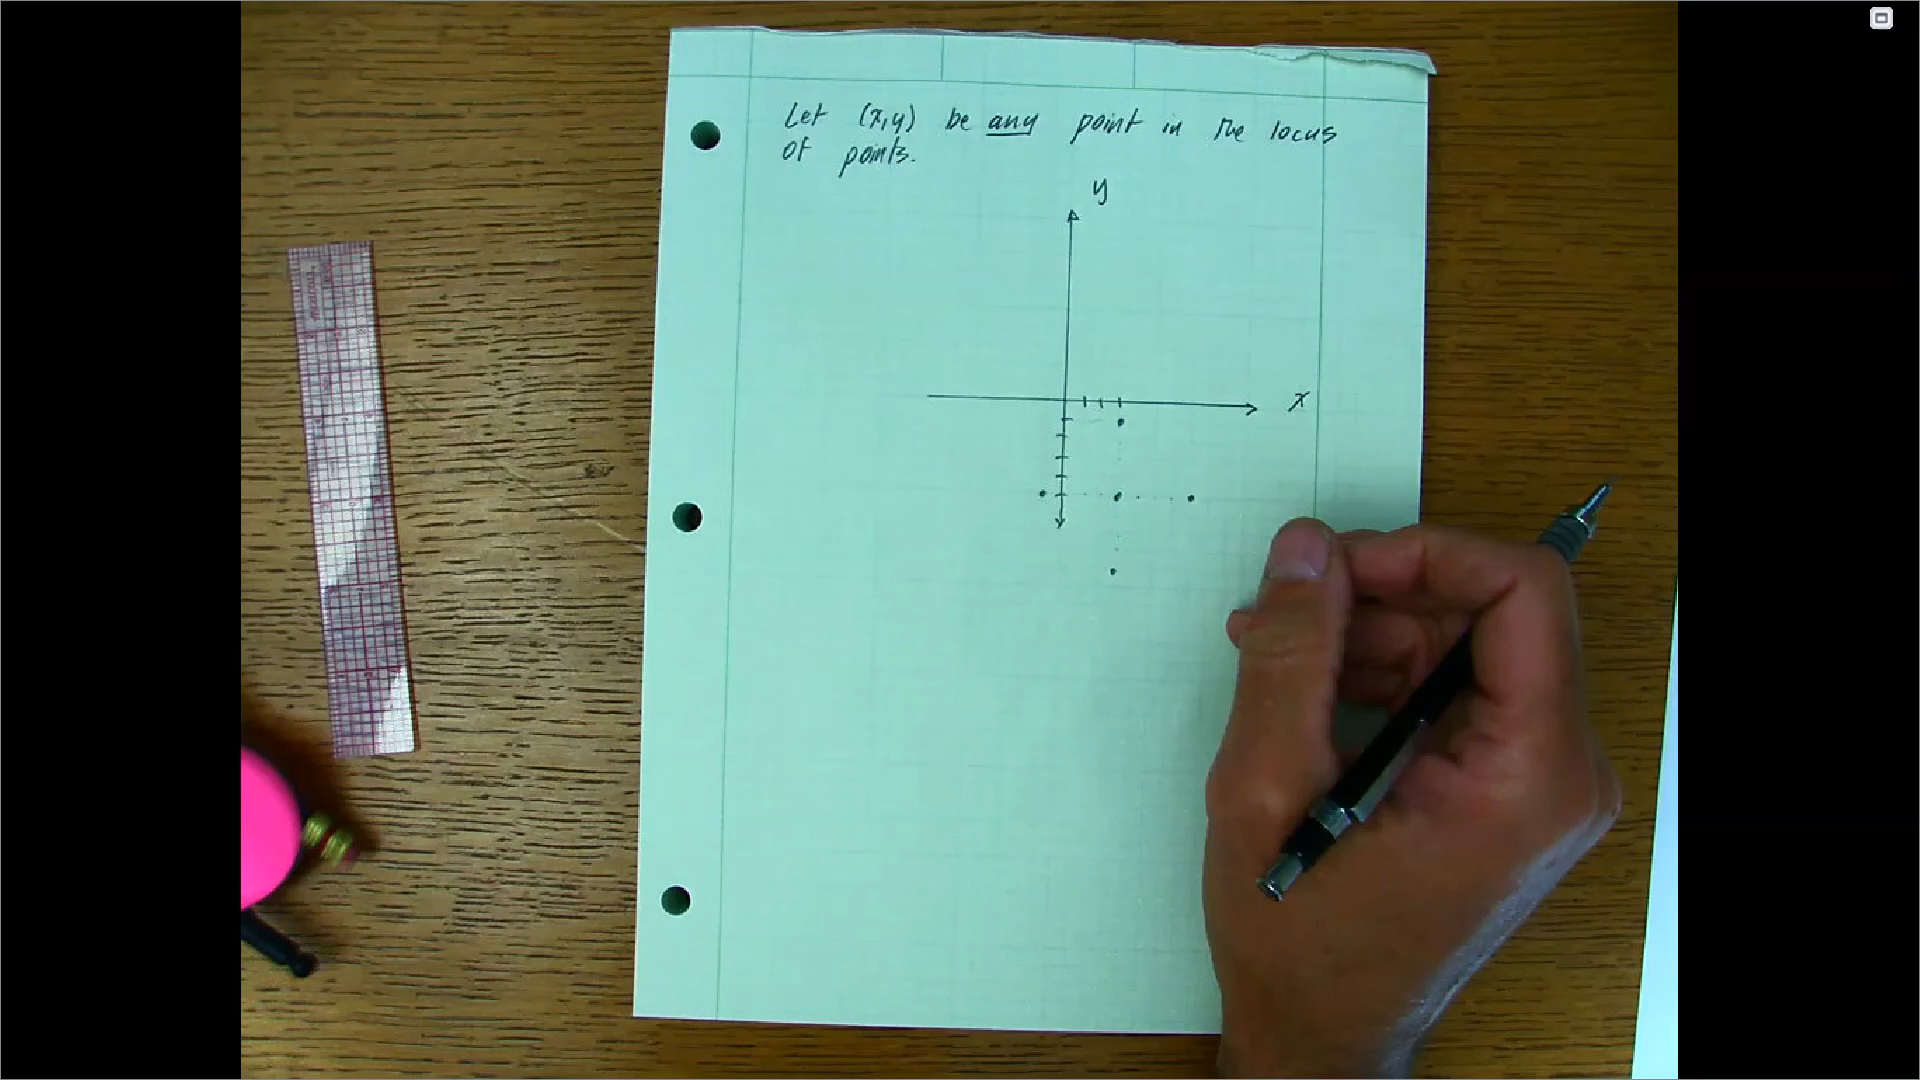 Let (x,y) be any point in the locus
of points.
y
x